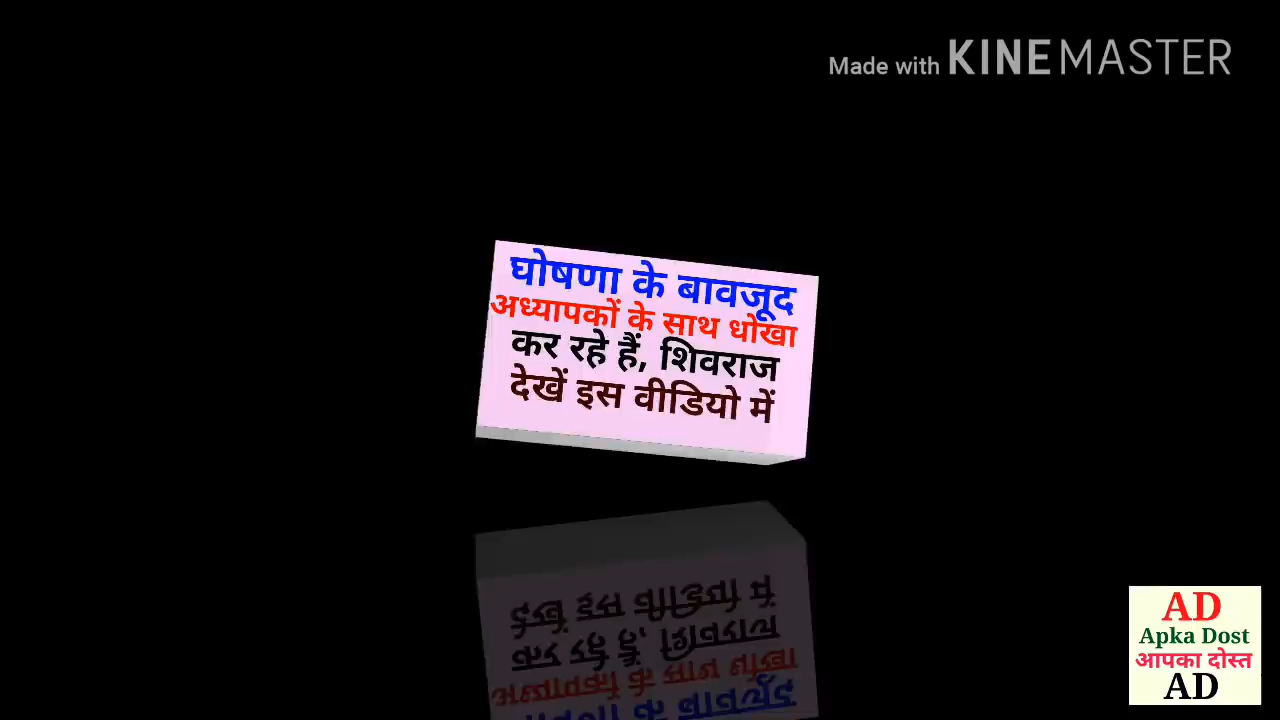 Made with KINEMASTER
घोषणा के बावजूद
अध्यापकों के साथ धोखा
कर रहे हैं, शिवराज
देखें इस वीडियो में
AD
Apka Dost
आपका दोस्त
AD